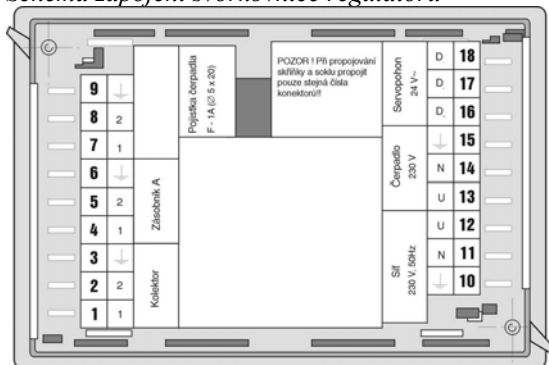 Schéma zapojení svorkovnice regulátoru
9 ⏚
8 2
7 1
6 ⏚
5 2
4 1
3 ⏚
2 2
1 1
Zásobník A
Kolektor
Pojistka čerpadla
F - 1A (∅ 5 x 20)
POZOR ! Při propojování
skříňky a soklu propojit
pouze stejná čísla
konektorů!!
Servopohon
24 V~
Čerpadlo
230 V
Síť
230 V, 50Hz
D 18
D 17
D 16
⏚ 15
N 14
U 13
U 12
N 11
⏚ 10